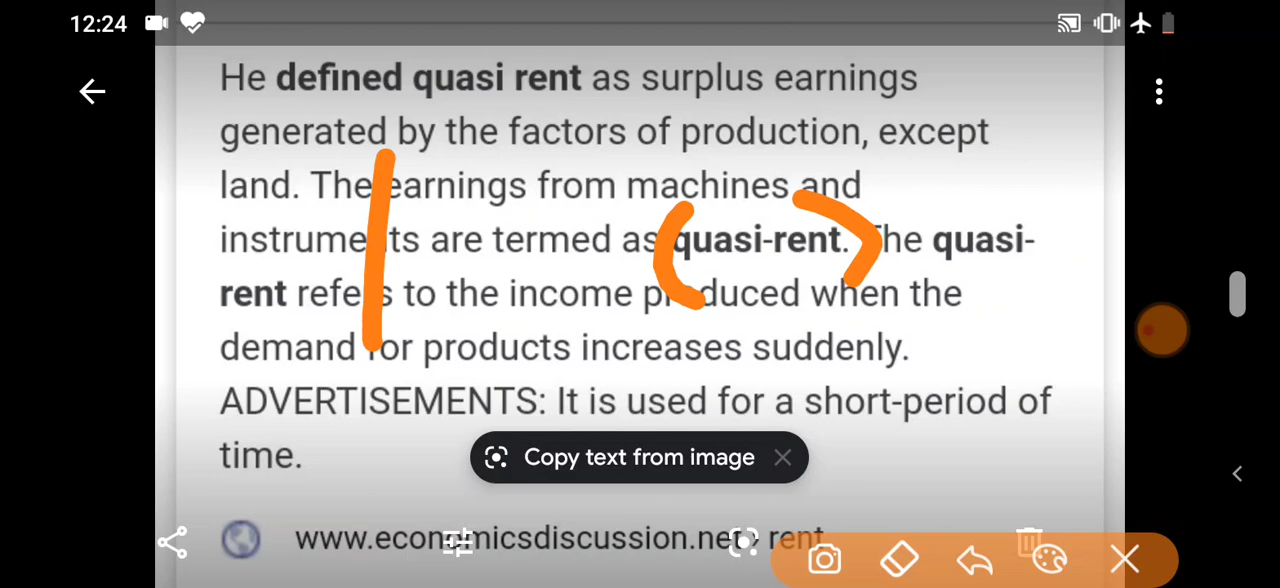 12:24
He defined quasi rent as surplus earnings
generated by the factors of production, except
land. The earnings from machines and
instruments are termed as quasi-rent. The quasi-
rent refers to the income produced when the
demand for products increases suddenly.
ADVERTISEMENTS: It is used for a short-period of
time.
Copy text from image
www.economicsdiscussion.net › rent